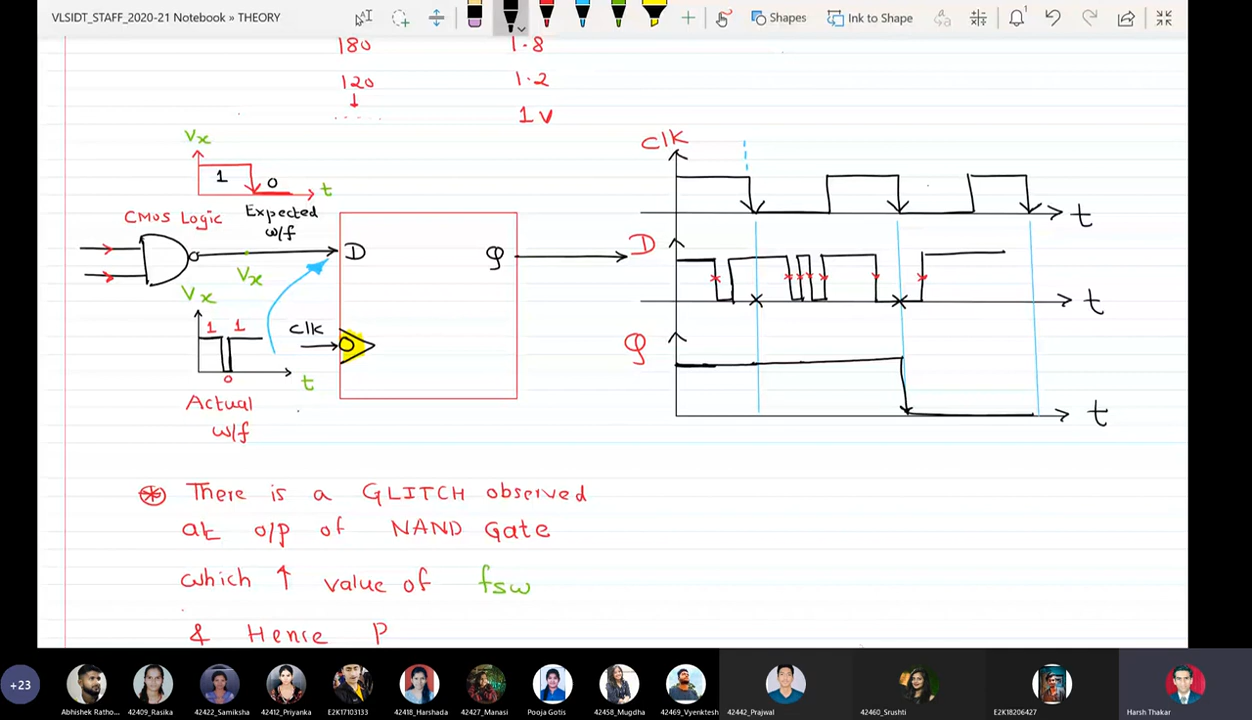 VLSIDT_STAFF_2020-21 Notebook » THEORY
Shapes
Ink to Shape
180 1.8
120 1.2
↓
..... 1 V
Vx
1 0
t
CMOS Logic
Expected
w/f
Vx
D
Q
Vx
1 1
0
clk
t
Actual
w/f
clk
t
D
t
Q
t
⊛ There is a GLITCH observed
at o/p of NAND Gate
which ↑ value of fsw
& Hence P
+23
Abhishek Ratho...
42409_Rasika
42422_Samiksha
42412_Priyanka
E2K17103133
42418_Harshada
42427_Manasi
Pooja Gotis
42458_Mugdha
42469_Vyenktesh
42442_Prajwal
42460_Srushti
E2K18206427
Harsh Thakar